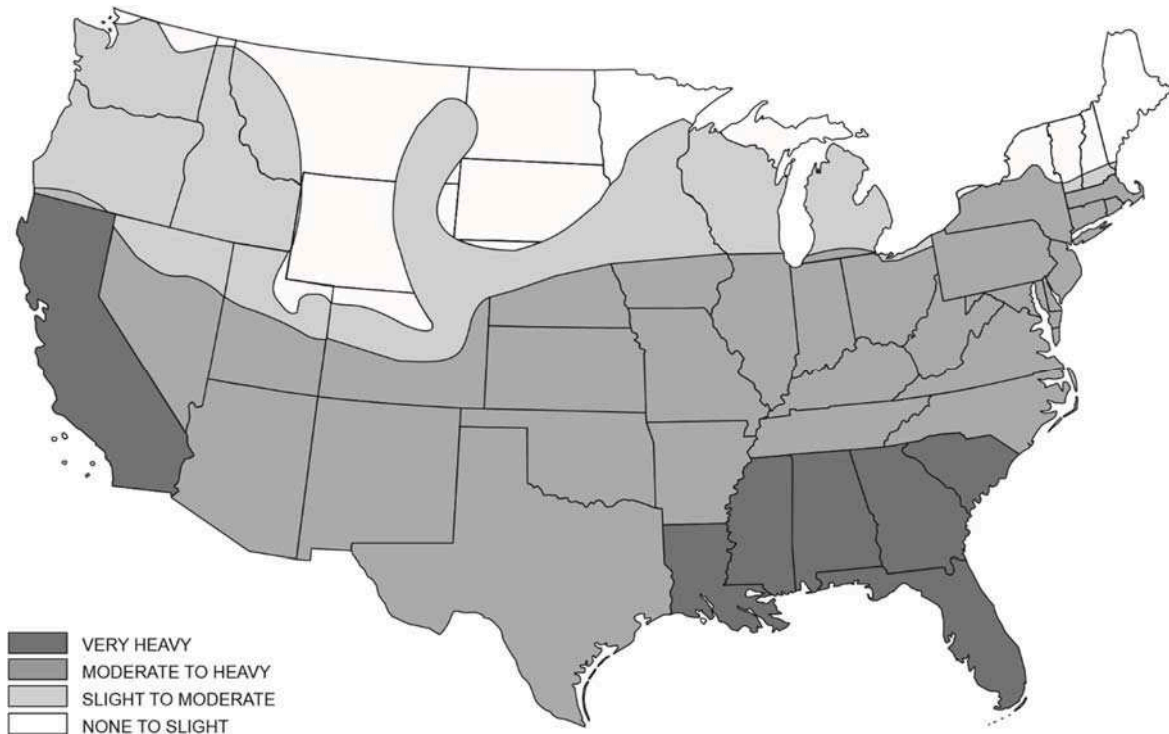 VERY HEAVY
MODERATE TO HEAVY
SLIGHT TO MODERATE
NONE TO SLIGHT